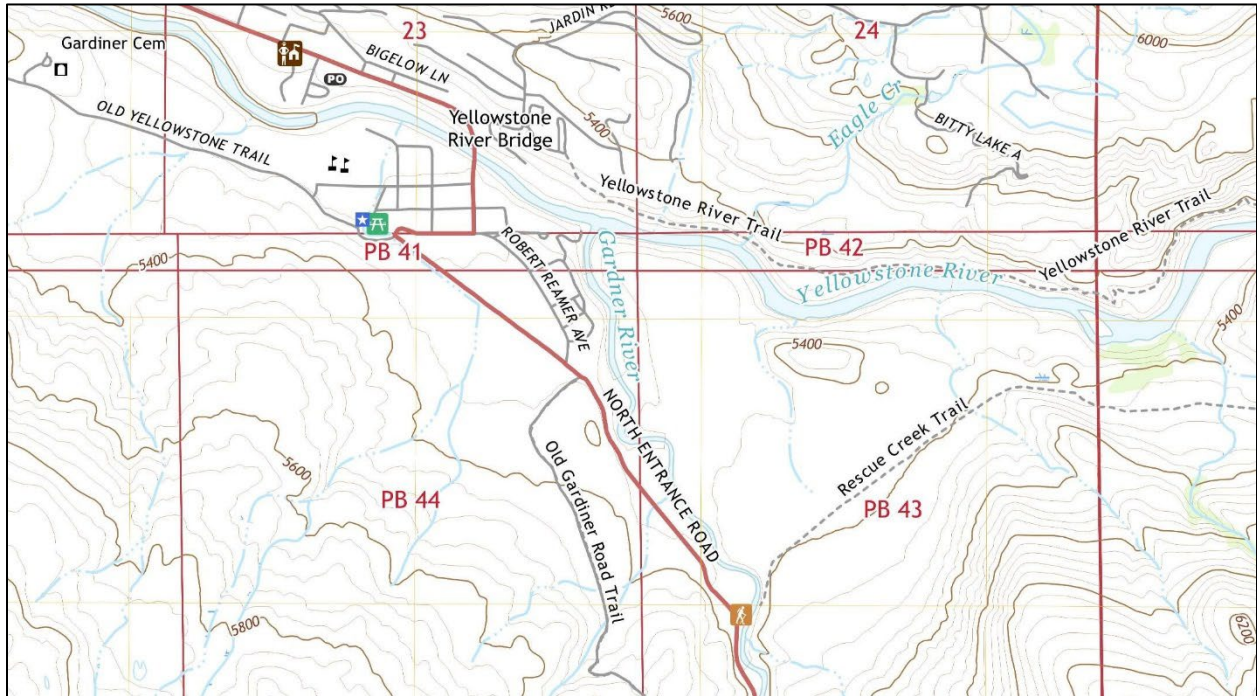 23
24
JARDIN R
5600
6000
Gardiner Cem
BIGELOW LN
PO
Eagle Cr
OLD YELLOWSTONE TRAIL
Yellowstone
River Bridge
5400
BITTY LAKE A
Yellowstone River Trail
Yellowstone River Trail
PB 41
PB 42
5400
ROBERT REAMER AVE
Gardner River
Yellowstone River
5400
5400
NORTH ENTRANCE ROAD
Rescue Creek Trail
5600
Old Gardiner Road Trail
PB 44
PB 43
5800
6200